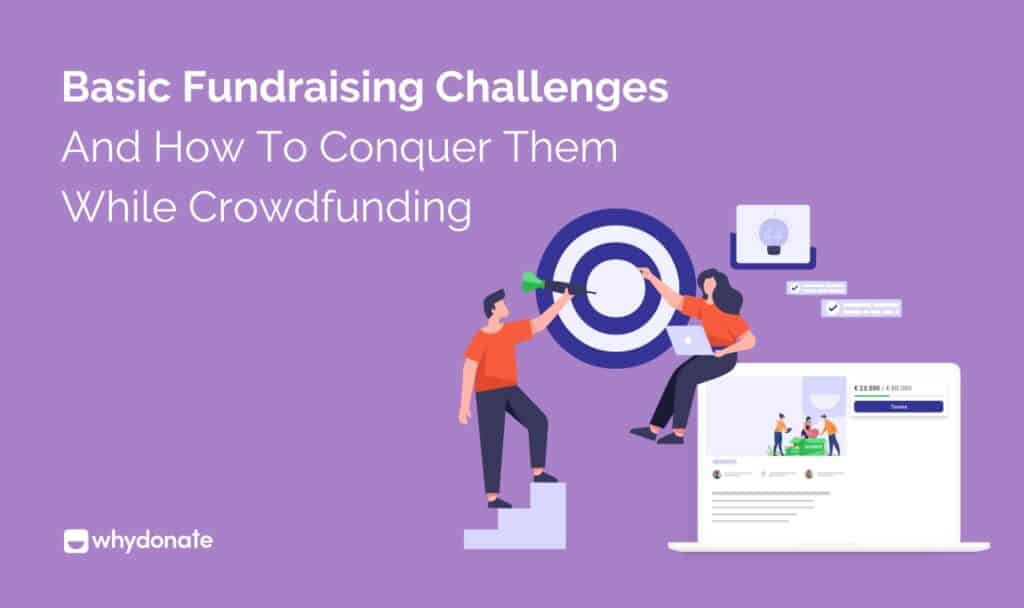 Basic Fundraising Challenges
And How To Conquer Them
While Crowdfunding
whydonate